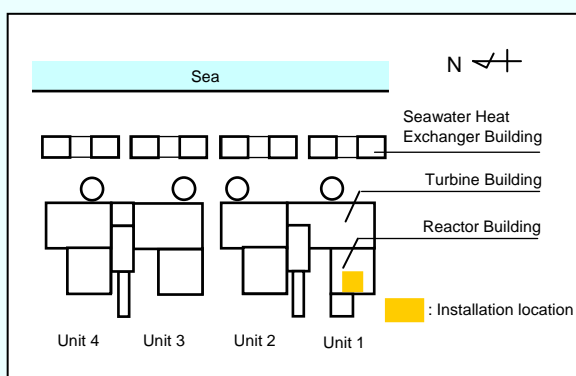 Sea
N
Seawater Heat
Exchanger Building
Turbine Building
Reactor Building
: Installation location
Unit 4
Unit 3
Unit 2
Unit 1